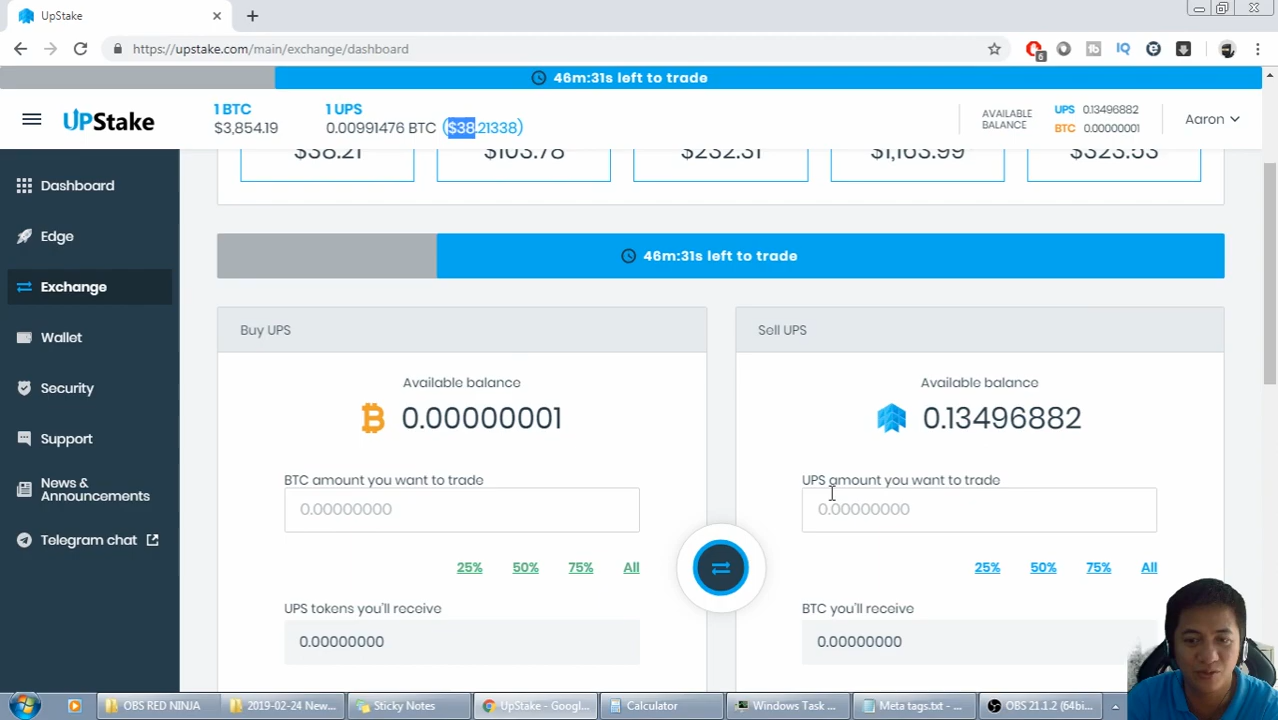 UpStake
https://upstake.com/main/exchange/dashboard
6
IQ
46m:31s left to trade
UPStake
1 BTC
$3,854.19
1 UPS
0.00991476 BTC ($38.21338)
AVAILABLE
BALANCE
UPS 0.13496882
BTC 0.00000001
Aaron
$38.21
$103.78
$232.31
$1,163.99
$323.53
Dashboard
Edge
Exchange
Wallet
Security
Support
News &
Announcements
Telegram chat
46m:31s left to trade
Buy UPS
Available balance
0.00000001
BTC amount you want to trade
0.00000000
25% 50% 75% All
UPS tokens you'll receive
0.00000000
Sell UPS
Available balance
0.13496882
UPS amount you want to trade
0.00000000
25% 50% 75% All
BTC you'll receive
0.00000000
OBS RED NINJA
2019-02-24 New...
Sticky Notes
UpStake - Googl...
Calculator
Windows Task ...
Meta tags.txt - ...
OBS 21.1.2 (64bi...